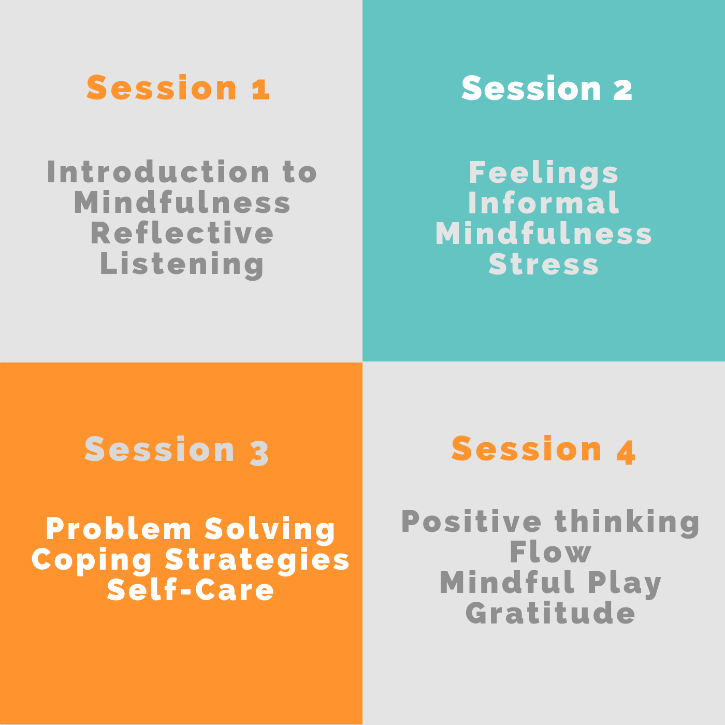 Session 1
Introduction to
Mindfulness
Reflective
Listening
Session 2
Feelings
Informal
Mindfulness
Stress
Session 3
Problem Solving
Coping Strategies
Self-Care
Session 4
Positive thinking
Flow
Mindful Play
Gratitude